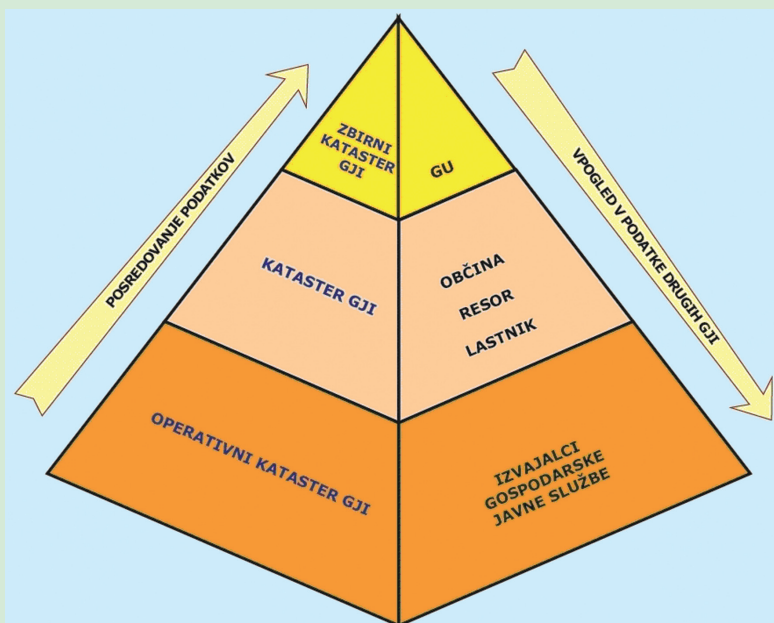 POSREDOVANJE PODATKOV
ZBIRNI
KATASTER
GJI
GU
VPOGLED V PODATKE DRUGIH GJI
KATASTER GJI
OBČINA
RESOR
LASTNIK
OPERATIVNI KATASTER GJI
IZVAJALCI
GOSPODARSKE
JAVNE SLUŽBE